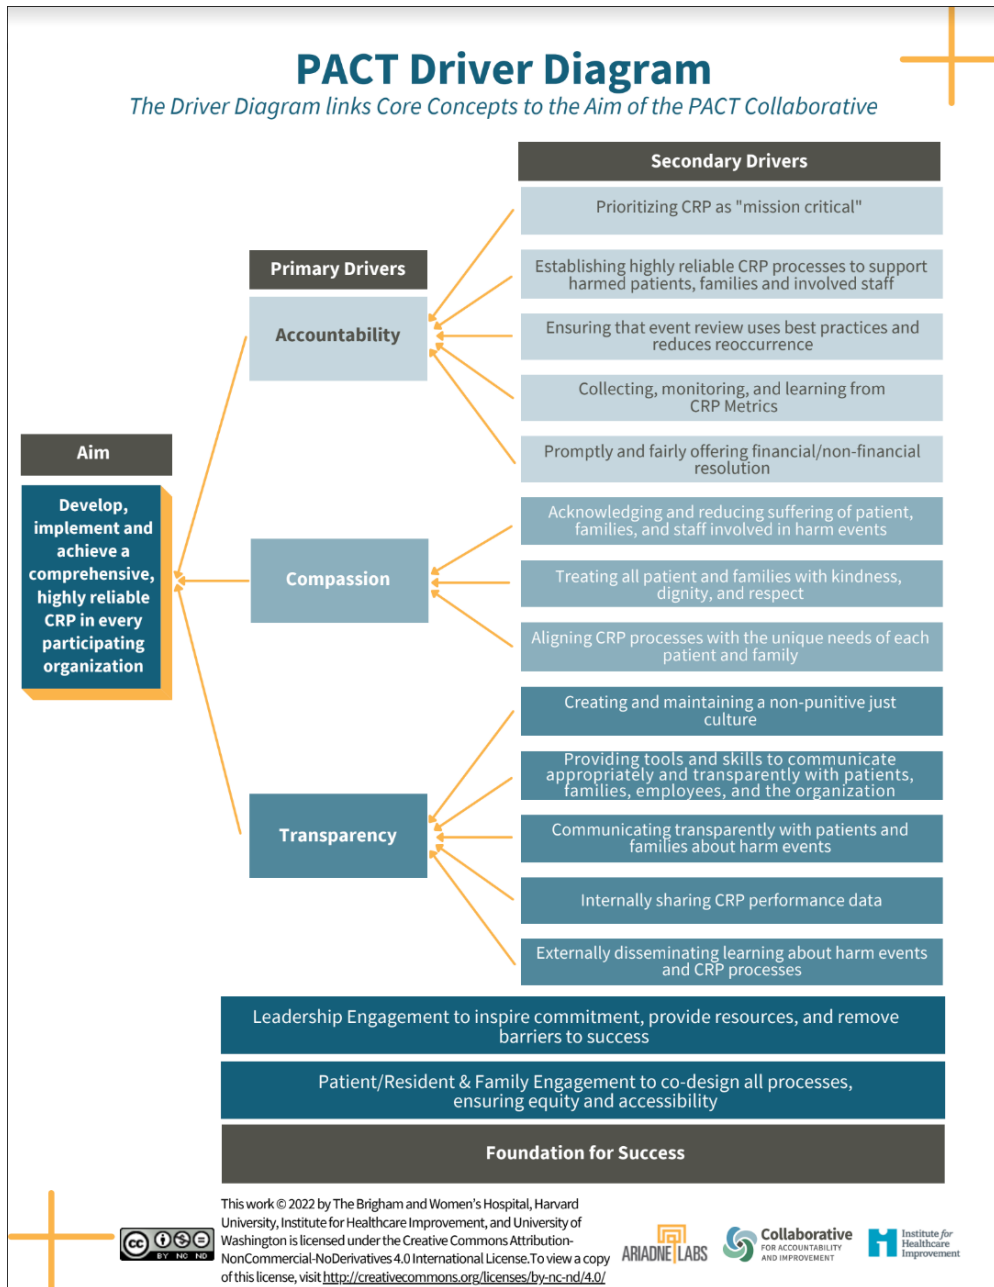 PACT Driver Diagram
The Driver Diagram links Core Concepts to the Aim of the PACT Collaborative
Secondary Drivers
Prioritizing CRP as "mission critical"
Establishing highly reliable CRP processes to support
harmed patients, families and involved staff
Ensuring that event review uses best practices and
reduces reoccurrence
Collecting, monitoring, and learning from
CRP Metrics
Promptly and fairly offering financial/non-financial
resolution
Primary Drivers
Accountability
Aim
Develop,
implement and
achieve a
comprehensive,
highly reliable
CRP in every
participating
organization
Compassion
Acknowledging and reducing suffering of patient,
families, and staff involved in harm events
Treating all patient and families with kindness,
dignity, and respect
Aligning CRP processes with the unique needs of each
patient and family
Transparency
Creating and maintaining a non-punitive just
culture
Providing tools and skills to communicate
appropriately and transparently with patients,
families, employees, and the organization
Communicating transparently with patients and
families about harm events
Internally sharing CRP performance data
Externally disseminating learning about harm events
and CRP processes
Leadership Engagement to inspire commitment, provide resources, and remove
barriers to success
Patient/Resident & Family Engagement to co-design all processes,
ensuring equity and accessibility
Foundation for Success
This work © 2022 by The Brigham and Women's Hospital, Harvard
University, Institute for Healthcare Improvement, and University of
Washington is licensed under the Creative Commons Attribution-
NonCommercial-NoDerivatives 4.0 International License.To view a copy
of this license, visit http://creativecommons.org/licenses/by-nc-nd/4.0/
cc
BY NC ND
ARIADNE LABS
Collaborative
FOR ACCOUNTABILITY
AND IMPROVEMENT
Institute for
Healthcare
Improvement